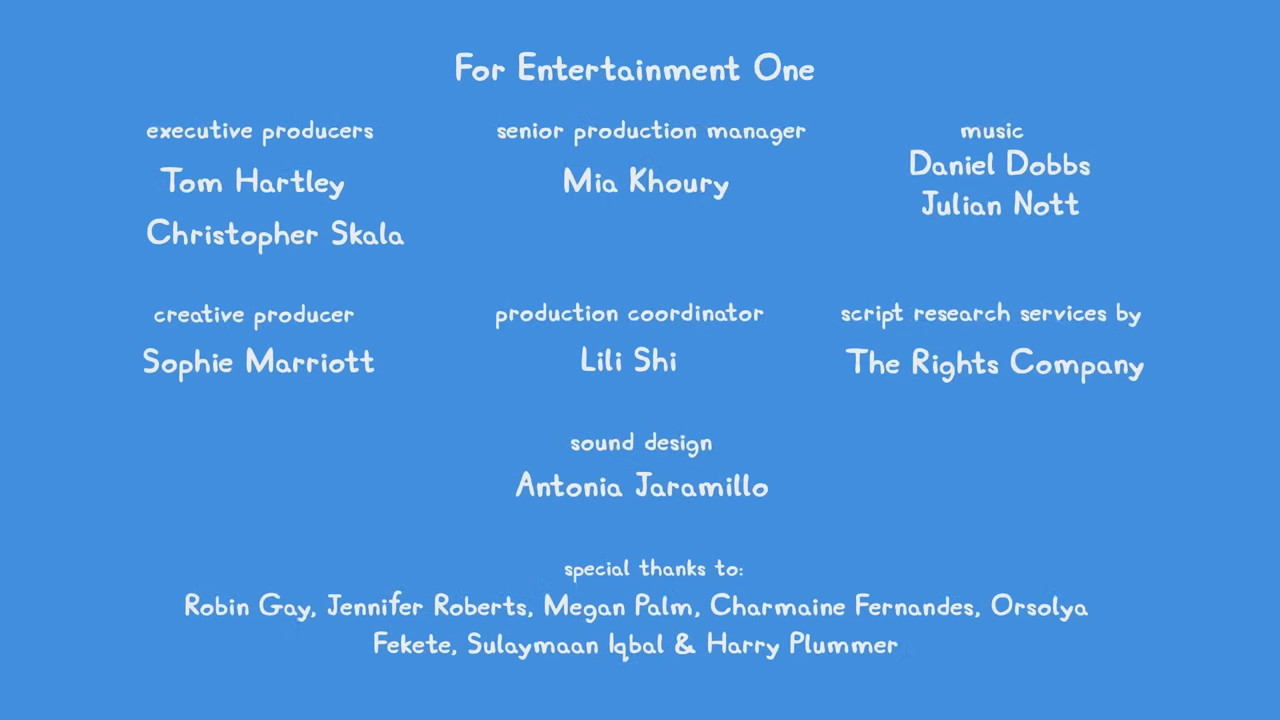 For Entertainment One
executive producers
Tom Hartley
Christopher Skala
senior production manager
Mia Khoury
music
Daniel Dobbs
Julian Nott
creative producer
Sophie Marriott
production coordinator
Lili Shi
script research services by
The Rights Company
sound design
Antonia Jaramillo
special thanks to:
Robin Gay, Jennifer Roberts, Megan Palm, Charmaine Fernandes, Orsolya
Fekete, Sulaymaan Iqbal & Harry Plummer